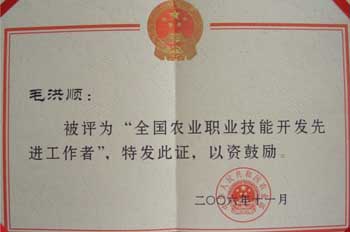 毛洪顺：
被评为“全国农业职业技能开发先
进工作者”，特发此证，以资鼓励。
二〇〇六年十一月